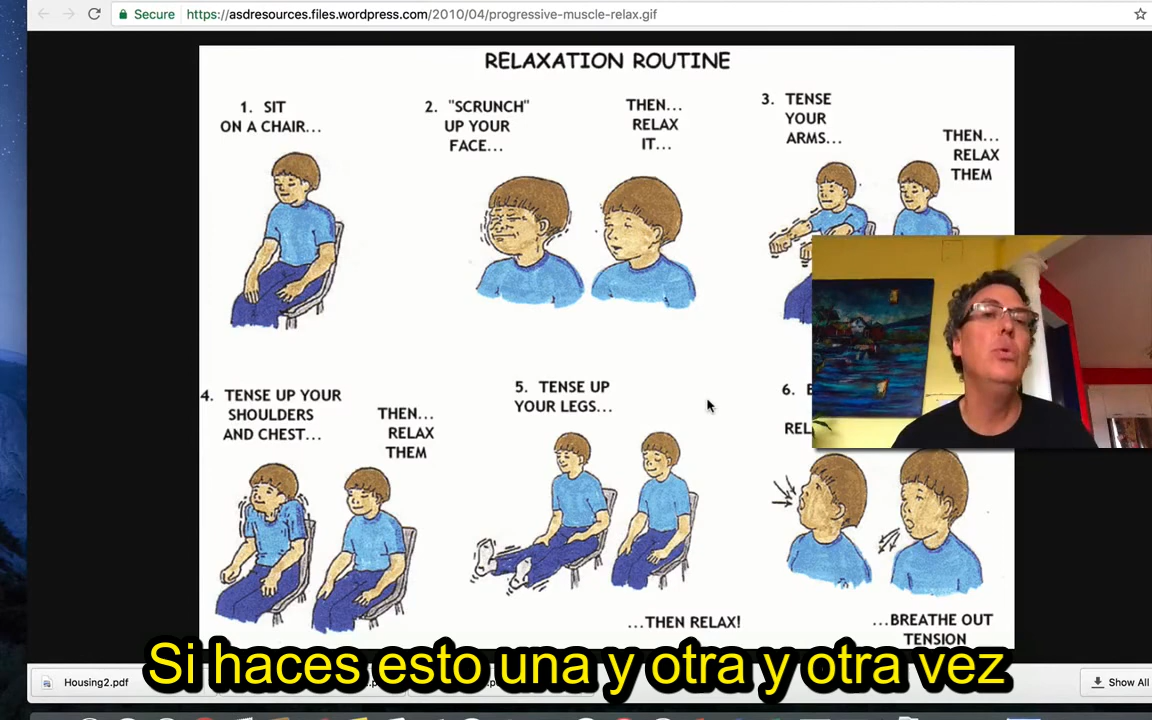 Secure
https://asdresources.files.wordpress.com/2010/04/progressive-muscle-relax.gif
RELAXATION ROUTINE
1. SIT
ON A CHAIR...
2. "SCRUNCH"
UP YOUR
FACE...
THEN...
RELAX
IT...
3. TENSE
YOUR
ARMS...
THEN...
RELAX
THEM
4. TENSE UP YOUR
SHOULDERS
AND CHEST...
THEN...
RELAX
THEM
5. TENSE UP
YOUR LEGS...
...THEN RELAX!
6.
...BREATHE OUT
TENSION
Si haces esto una y otra y otra vez
Housing2.pdf
Show All